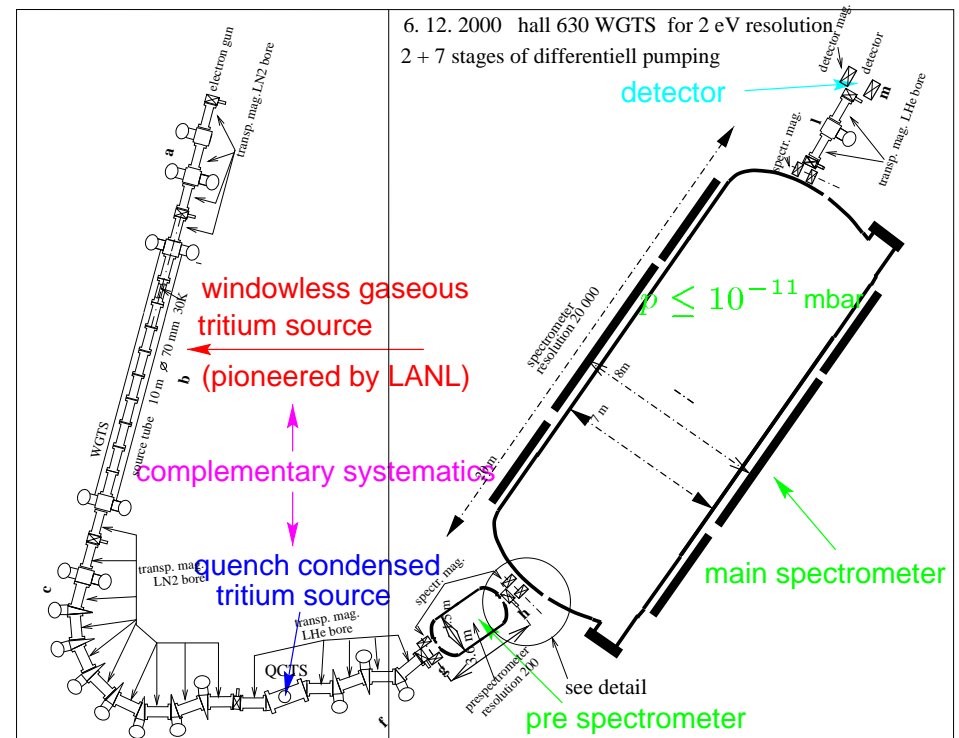 6. 12. 2000 hall 630 WGTS for 2 eV resolution
2 + 7 stages of differentiell pumping
detector
detector mag.
detector
m
l
transp. mag. LHe bore
spectr. mag.
electron gun
transp. mag. LN2 bore
a
windowless gaseous
tritium source
(pioneered by LANL)
p ≤ 10⁻¹¹ mbar
spectrometer
resolution 20 000
8m
7 m
WGTS
source tube 10 m ⌀ 70 mm 30K
b
complementary systematics
quench condensed
tritium source
main spectrometer
c
transp. mag.
LN2 bore
transp. mag.
LHe bore
spectr. mag.
h
g
prespectrometer
resolution 200
QGTS
see detail
f
pre spectrometer